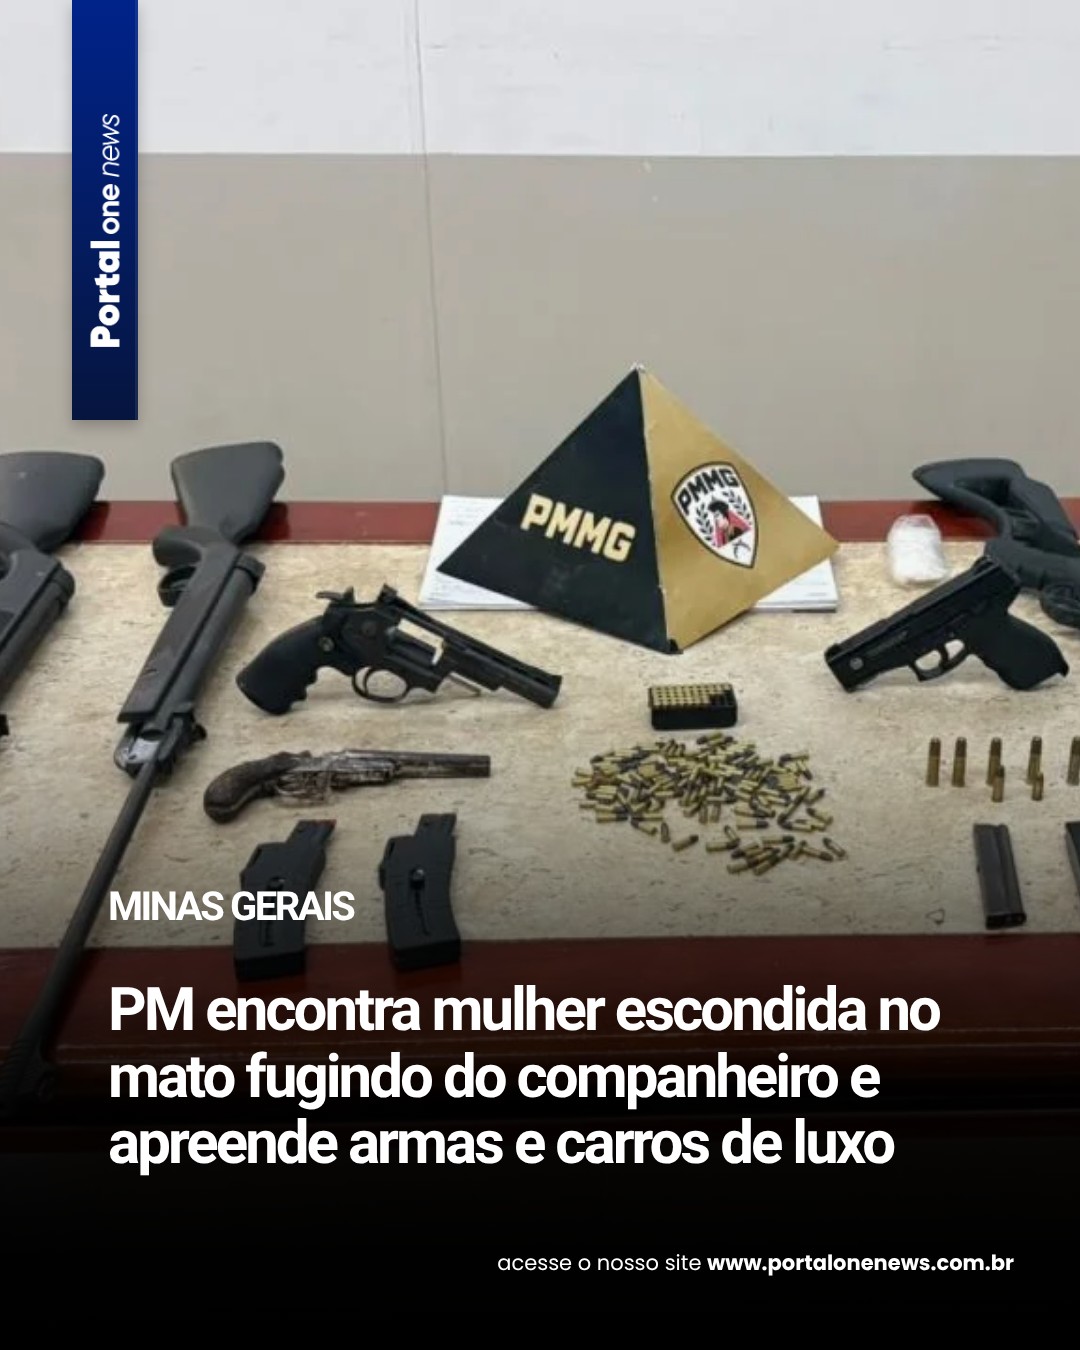 Portal one news
PMMG
PMMG
MINAS GERAIS
PM encontra mulher escondida no
mato fugindo do companheiro e
apreende armas e carros de luxo
acesse o nosso site www.portalonenews.com.br